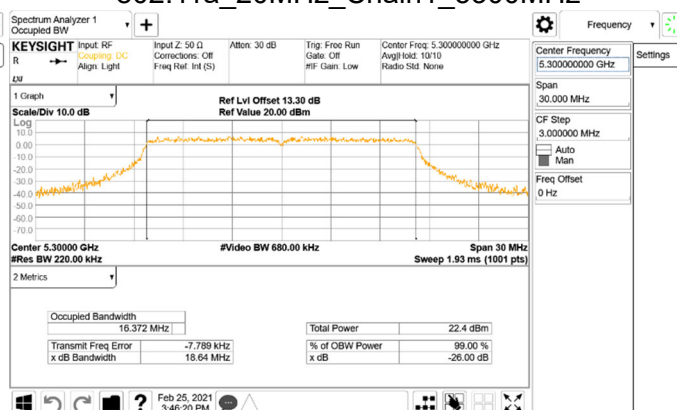 802.11a_20MHz_Chain1_5300MHz
Spectrum Analyzer 1
Occupied BW
+
Frequency
KEYSIGHT
R
Input: RF
Coupling: DC
Align: Light
Input Z: 50 Ω
Corrections: Off
Freq Ref: Int (S)
Atten: 30 dB
Trig: Free Run
Gate: Off
#IF Gain: Low
Center Freq: 5.300000000 GHz
Avg|Hold: 10/10
Radio Std: None
Center Frequency
5.300000000 GHz
Settings
Span
30.000 MHz
CF Step
3.000000 MHz
Auto
Man
Freq Offset
0 Hz
1 Graph
Scale/Div 10.0 dB
Ref Lvl Offset 13.30 dB
Ref Value 20.00 dBm
Log
10.0
0.00
-10.0
-20.0
-30.0
-40.0
-50.0
-60.0
-70.0
Center 5.30000 GHz
#Res BW 220.00 kHz
#Video BW 680.00 kHz
Span 30 MHz
Sweep 1.93 ms (1001 pts)
2 Metrics
Occupied Bandwidth
16.372 MHz
Total Power 22.4 dBm
Transmit Freq Error -7.789 kHz
% of OBW Power 99.00 %
x dB Bandwidth 18.64 MHz
x dB -26.00 dB
?
Feb 25, 2021
3:46:20 PM